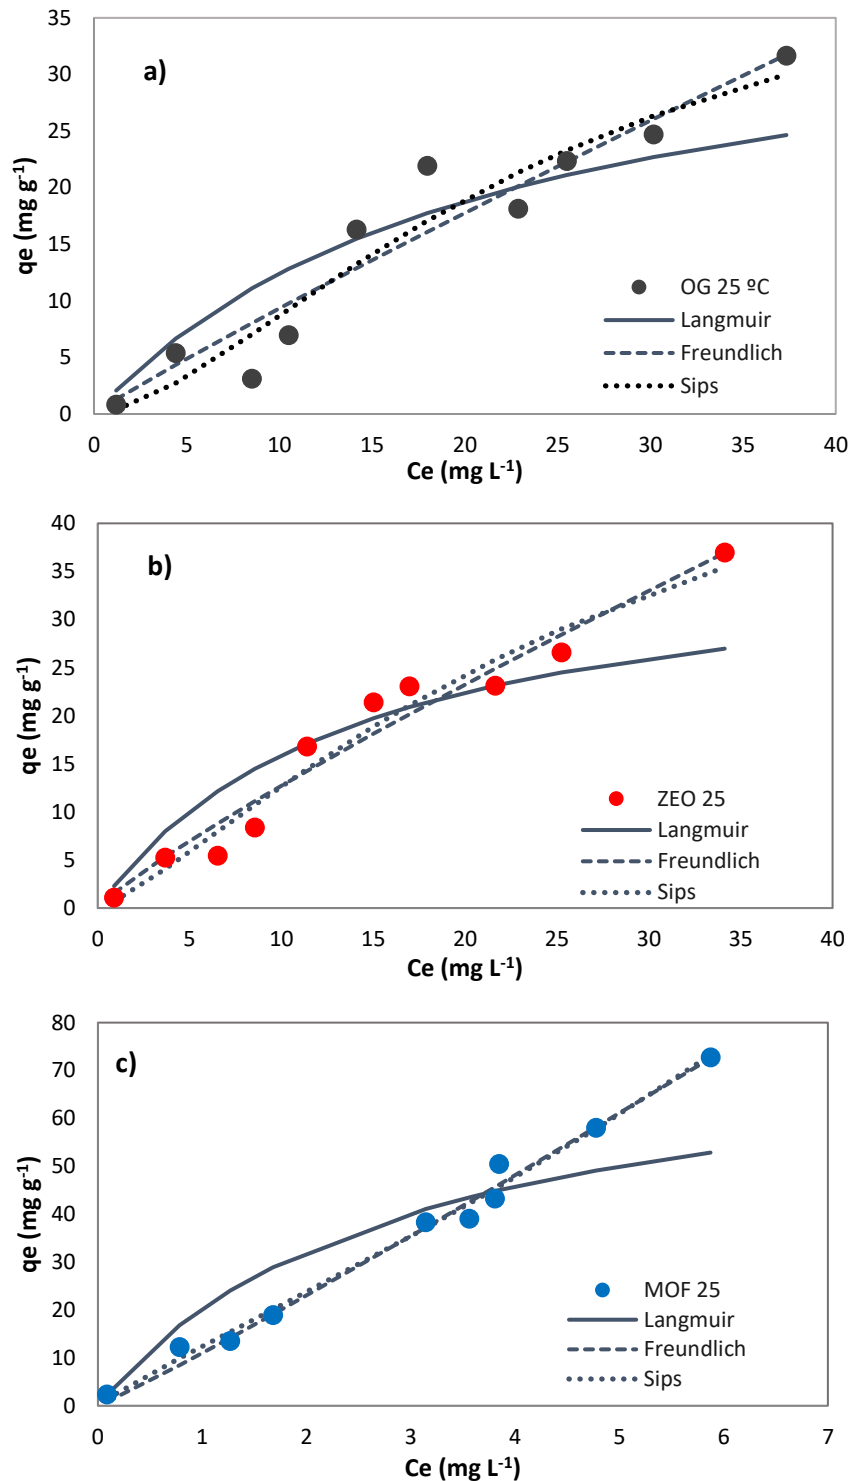 a)
qe (mg g⁻¹)
35
30
25
20
15
10
5
0
OG 25 ºC
Langmuir
Freundlich
Sips
0 5 10 15 20 25 30 35 40
Ce (mg L⁻¹)
b)
qe (mg g⁻¹)
40
35
30
25
20
15
10
5
0
ZEO 25
Langmuir
Freundlich
Sips
0 5 10 15 20 25 30 35 40
Ce (mg L⁻¹)
c)
qe (mg g⁻¹)
80
70
60
50
40
30
20
10
0
MOF 25
Langmuir
Freundlich
Sips
0 1 2 3 4 5 6 7
Ce (mg L⁻¹)